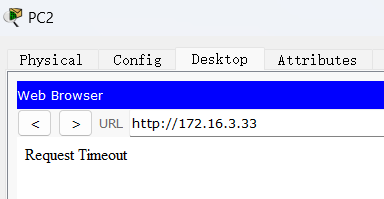 PC2
Physical Config Desktop Attributes
Web Browser
< > URL http://172.16.3.33
Request Timeout